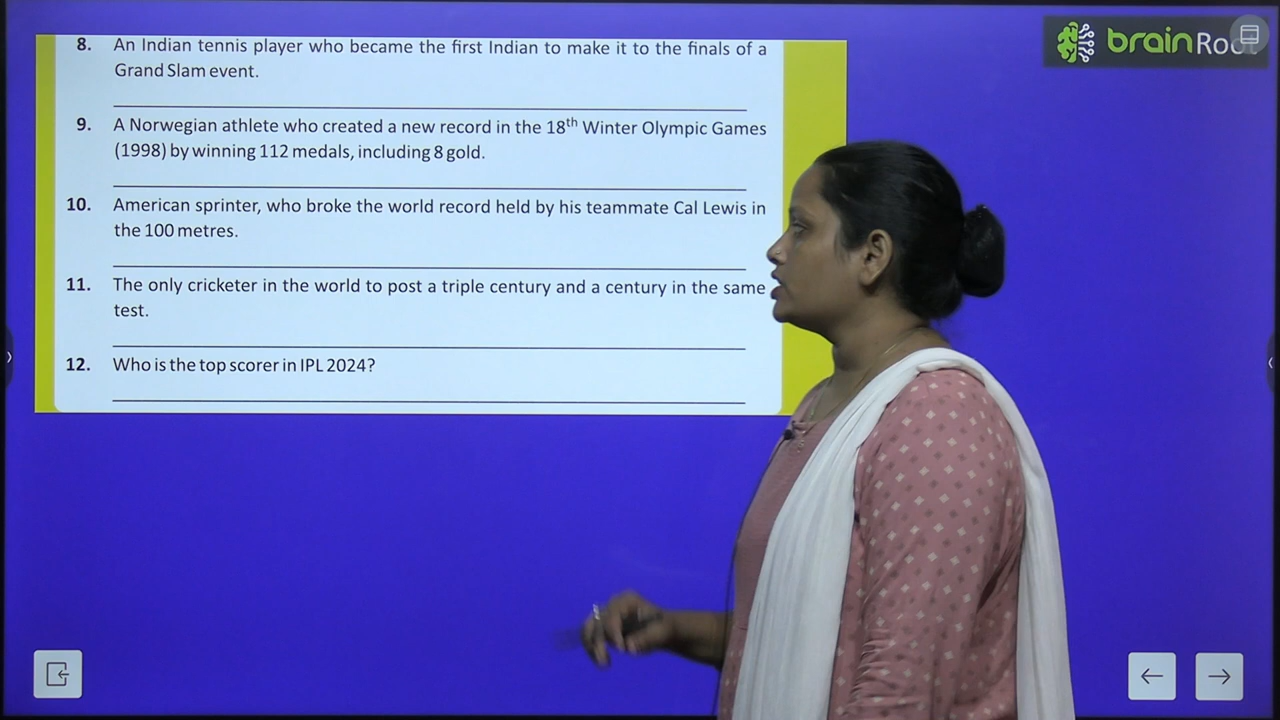 brainRoot
8. An Indian tennis player who became the first Indian to make it to the finals of a
Grand Slam event.
9. A Norwegian athlete who created a new record in the 18th Winter Olympic Games
(1998) by winning 112 medals, including 8 gold.
10. American sprinter, who broke the world record held by his teammate Cal Lewis in
the 100 metres.
11. The only cricketer in the world to post a triple century and a century in the same
test.
12. Who is the top scorer in IPL 2024?